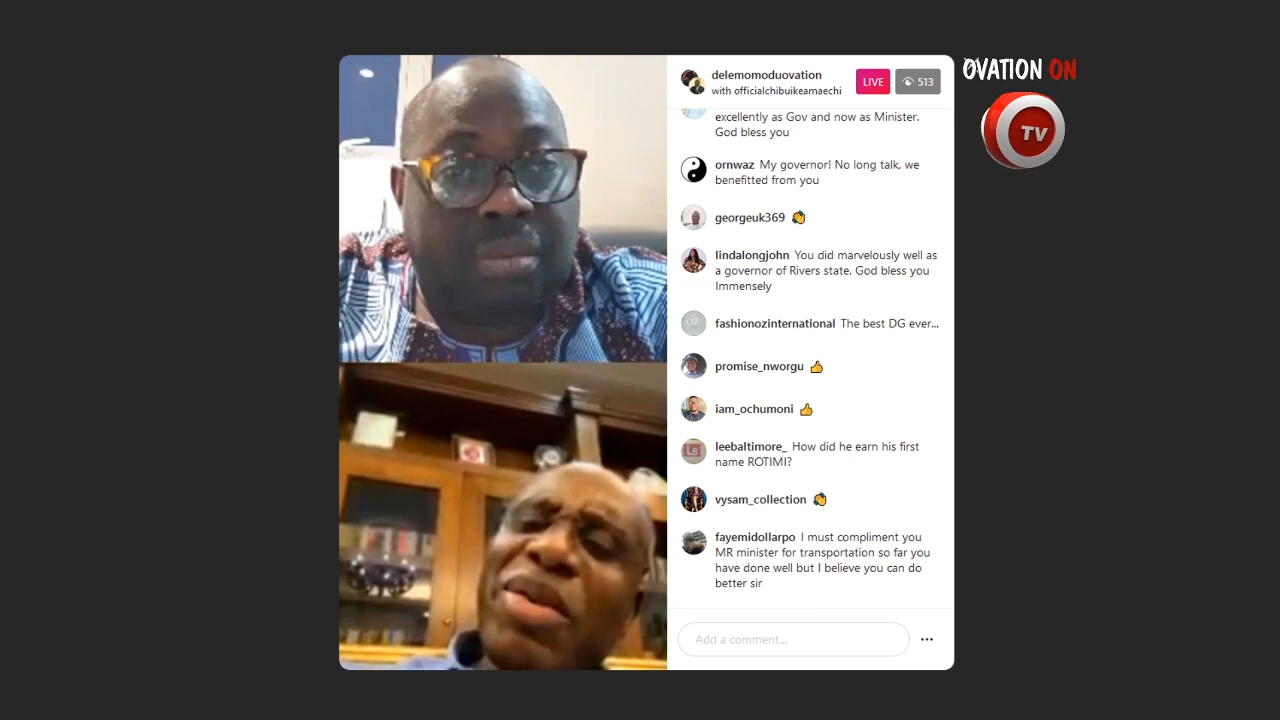 OVATION ON
TV
delemomoduovation
with officialchibuikeamaechi
LIVE
513
excellently as Gov and now as Minister.
God bless you
ornwaz My governor! No long talk, we
benefitted from you
georgeuk369
lindalongjohn You did marvelously well as
a governor of Rivers state. God bless you
Immensely
OZ
fashionozinternational The best DG ever...
promise_nworgu
iam_ochumoni
LB
leebaltimore_ How did he earn his first
name ROTIMI?
vysam_collection
fayemidollarpo I must compliment you
MR minister for transportation so far you
have done well but I believe you can do
better sir
Add a comment...